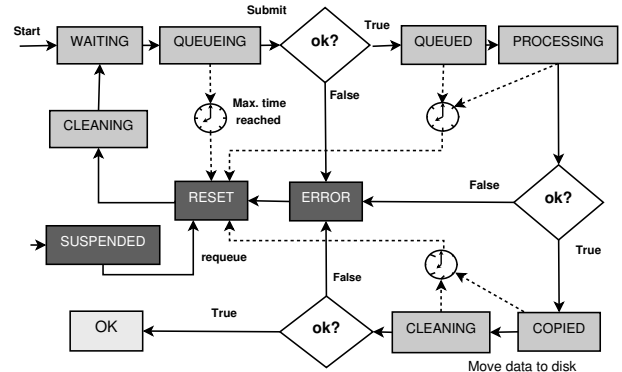 Submit
Start
WAITING
QUEUEING
ok?
True
QUEUED
PROCESSING
False
Max. time
reached
CLEANING
RESET
ERROR
False
ok?
SUSPENDED
requeue
True
False
OK
True
ok?
CLEANING
COPIED
Move data to disk